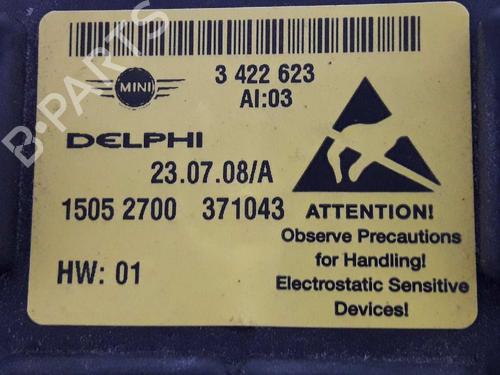 MINI
3 422 623
AI:03
DELPHI
23.07.08/A
1505 2700 371043
HW: 01
ATTENTION!
Observe Precautions
for Handling!
Electrostatic Sensitive
Devices!
B-PARTS